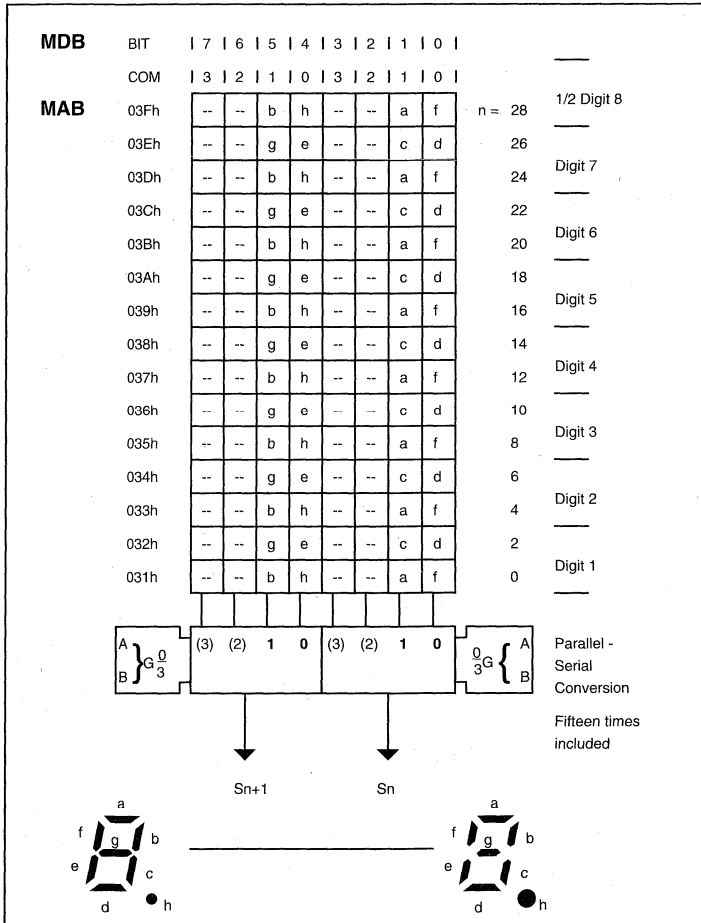 MDB BIT | 7 | 6 | 5 | 4 | 3 | 2 | 1 | 0 |
COM | 3 | 2 | 1 | 0 | 3 | 2 | 1 | 0 |
MAB 03Fh -- -- b h -- -- a f n = 28 1/2 Digit 8
03Eh -- -- g e -- -- c d 26
03Dh -- -- b h -- -- a f 24 Digit 7
03Ch -- -- g e -- -- c d 22
03Bh -- -- b h -- -- a f 20 Digit 6
03Ah -- -- g e -- -- c d 18
039h -- -- b h -- -- a f 16 Digit 5
038h -- -- g e -- -- c d 14
037h -- -- b h -- -- a f 12 Digit 4
036h -- -- g e -- -- c d 10
035h -- -- b h -- -- a f 8 Digit 3
034h -- -- g e -- -- c d 6
033h -- -- b h -- -- a f 4 Digit 2
032h -- -- g e -- -- c d 2
031h -- -- b h -- -- a f 0 Digit 1
A B } G 0/3 (3) (2) 1 0 (3) (2) 1 0 0/3 G { A B
Parallel -
Serial
Conversion
Fifteen times
included
Sn+1 Sn
a a
f g b f g b
e c e c
d h d h